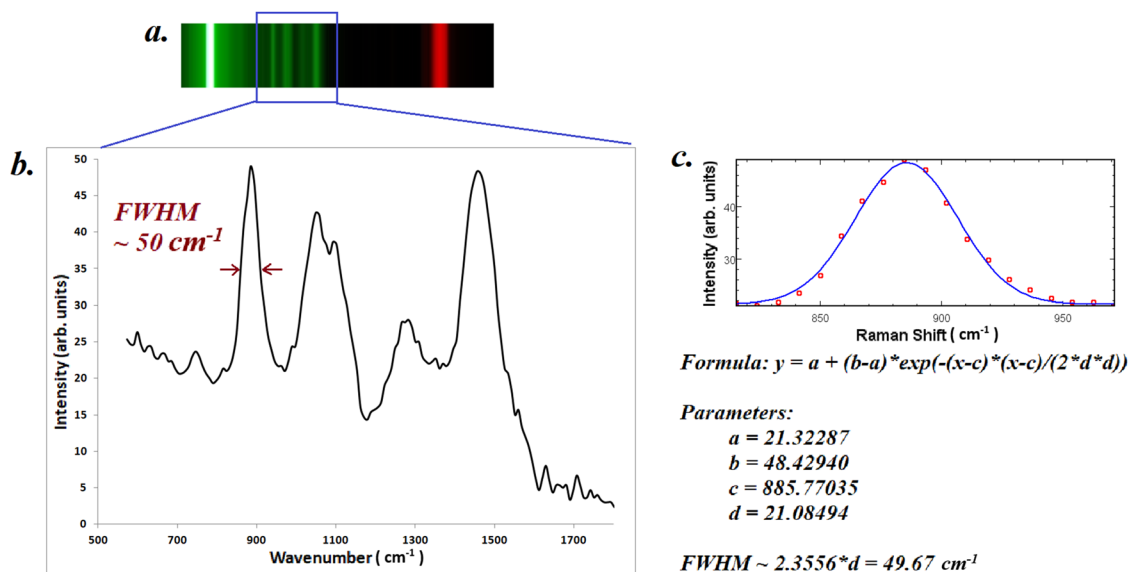 a.
b.
FWHM
~ 50 cm-1
Intensity (arb. units)
50
45
40
35
30
25
20
15
10
5
0
500 700 900 1100 1300 1500 1700
Wavenumber ( cm-1)
c.
Intensity (arb. units)
40
30
850 900 950
Raman Shift ( cm-1)
Formula: y = a + (b-a)*exp(-(x-c)*(x-c)/(2*d*d))
Parameters:
a = 21.32287
b = 48.42940
c = 885.77035
d = 21.08494
FWHM ~ 2.3556*d = 49.67 cm-1